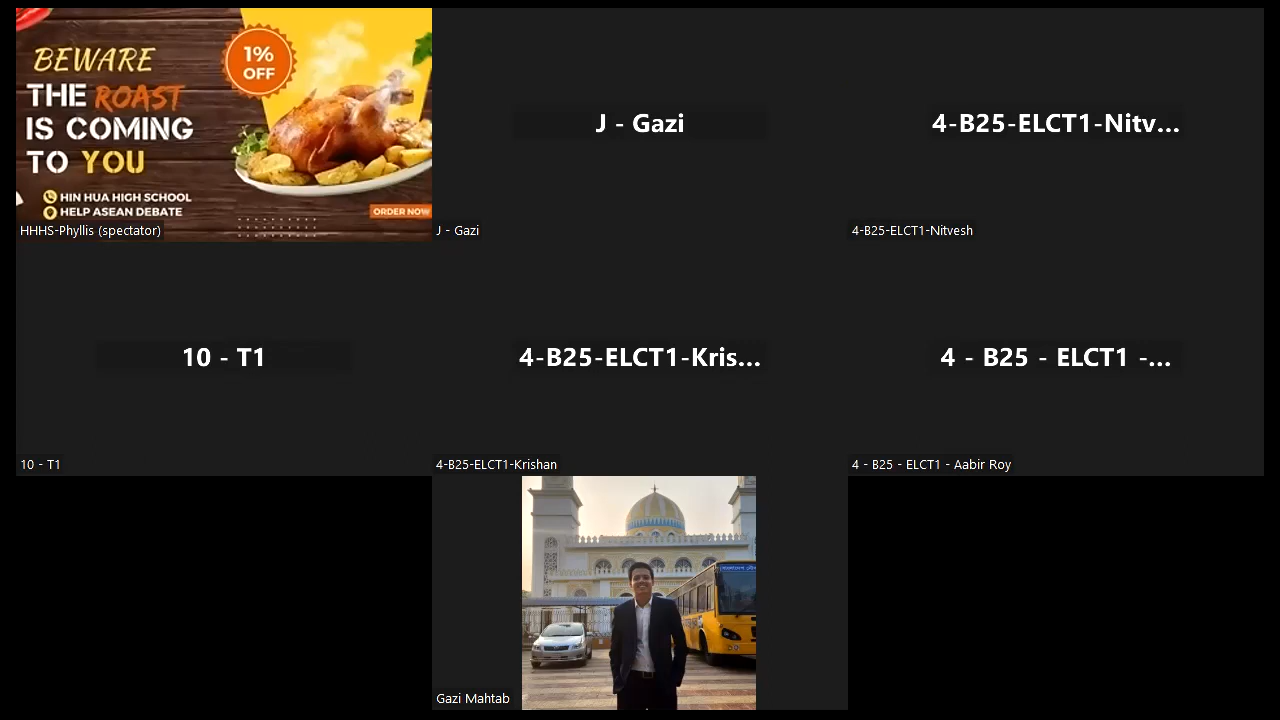 BEWARE
THE ROAST
IS COMING
TO YOU
1%
OFF
HIN HUA HIGH SCHOOL
HELP ASEAN DEBATE
ORDER NOW
HHHS-Phyllis (spectator)
J - Gazi
J - Gazi
4-B25-ELCT1-Nitv...
4-B25-ELCT1-Nitvesh
10 - T1
10 - T1
4-B25-ELCT1-Kris...
4-B25-ELCT1-Krishan
4 - B25 - ELCT1 -...
4 - B25 - ELCT1 - Aabir Roy
Gazi Mahtab